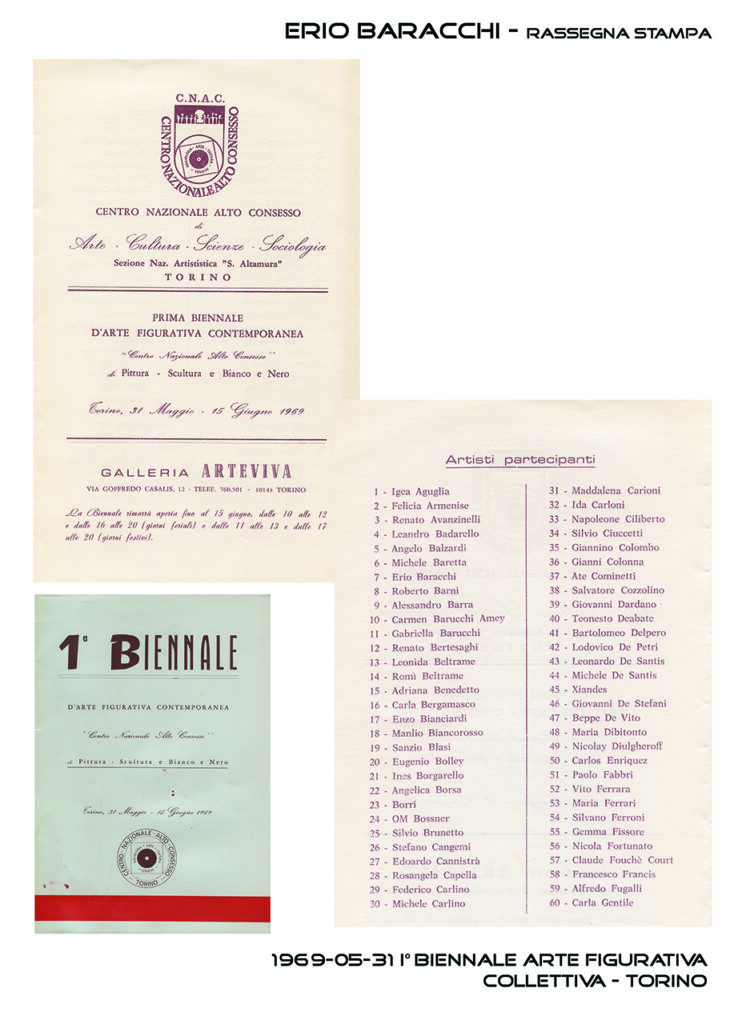 ERIO BARACCHI - RASSEGNA STAMPA
C.N.A.C.
CENTRO NAZIONALE ALTO CONSESSO
CENTRO NAZIONALE ALTO CONSESSO
di
Arte - Cultura - Scienze - Sociologia
Sezione Naz. Artististica "S. Altamura"
TORINO
PRIMA BIENNALE
D'ARTE FIGURATIVA CONTEMPORANEA
"Centro Nazionale Alto Consesso"
di Pittura - Scultura e Bianco e Nero
Torino, 31 Maggio - 15 Giugno 1969
GALLERIA ARTEVIVA
VIA GOFFREDO CASALIS, 12 - TELEF. 760.501 - 10143 TORINO
La Biennale rimarrà aperta fino al 15 giugno, dalle 10 alle 12
e dalle 16 alle 20 (giorni feriali) e dalle 11 alle 13 e dalle 17
alle 20 (giorni festivi).
Artisti partecipanti
1 - Igea Aguglia
2 - Felicia Armenise
3 - Renato Avanzinelli
4 - Leandro Badarello
5 - Angelo Balzardi
6 - Michele Baretta
7 - Erio Baracchi
8 - Roberto Barni
9 - Alessandro Barra
10 - Carmen Barucchi Amey
11 - Gabriella Barucchi
12 - Renato Bertesaghi
13 - Leonida Beltrame
14 - Romì Beltrame
15 - Adriana Benedetto
16 - Carla Bergamasco
17 - Enzo Bianciardi
18 - Manlio Biancorosso
19 - Sanzio Blasi
20 - Eugenio Bolley
21 - Ines Borgarello
22 - Angelica Borsa
23 - Borri
24 - OM Bossner
25 - Silvio Brunetto
26 - Stefano Cangemi
27 - Edoardo Cannistrà
28 - Rosangela Capella
29 - Federico Carlino
30 - Michele Carlino
31 - Maddalena Carioni
32 - Ida Carloni
33 - Napoleone Ciliberto
34 - Silvio Ciuccetti
35 - Giannino Colombo
36 - Gianni Colonna
37 - Ate Cominetti
38 - Salvatore Cozzolino
39 - Giovanni Dardano
40 - Teonesto Deabate
41 - Bartolomeo Delpero
42 - Lodovico De Petri
43 - Leonardo De Santis
44 - Michele De Santis
45 - Xiandes
46 - Giovanni De Stefani
47 - Beppe De Vito
48 - Maria Dibitonto
49 - Nicolay Diulgheroff
50 - Carlos Enriquez
51 - Paolo Fabbri
52 - Vito Ferrara
53 - Maria Ferrari
54 - Silvano Ferroni
55 - Gemma Fissore
56 - Nicola Fortunato
57 - Claude Fouchè Court
58 - Francesco Francis
59 - Alfredo Fugalli
60 - Carla Gentile
1ª BIENNALE
D'ARTE FIGURATIVA CONTEMPORANEA
"Centro Nazionale Alto Consesso"
di Pittura - Scultura e Bianco e Nero
Torino, 31 Maggio - 15 Giugno 1969
CENTRO - NAZIONALE - ALTO - CONSESSO
- TORINO -
1969-05-31 I° BIENNALE ARTE FIGURATIVA
COLLETTIVA - TORINO